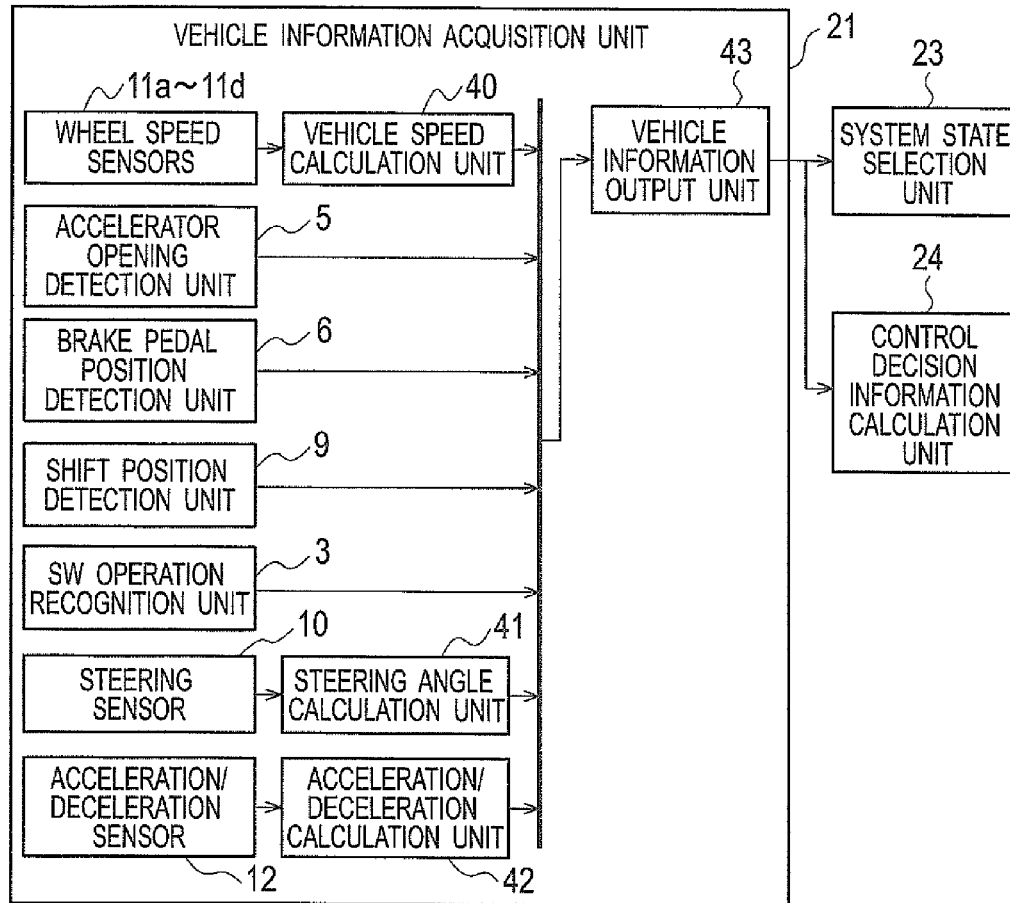 VEHICLE INFORMATION ACQUISITION UNIT
21
11a~11d
WHEEL SPEED
SENSORS
40
VEHICLE SPEED
CALCULATION UNIT
43
VEHICLE
INFORMATION
OUTPUT UNIT
23
SYSTEM STATE
SELECTION
UNIT
5
ACCELERATOR
OPENING
DETECTION UNIT
24
CONTROL
DECISION
INFORMATION
CALCULATION
UNIT
6
BRAKE PEDAL
POSITION
DETECTION UNIT
9
SHIFT POSITION
DETECTION UNIT
3
SW OPERATION
RECOGNITION UNIT
10
STEERING
SENSOR
41
STEERING ANGLE
CALCULATION UNIT
ACCELERATION/
DECELERATION
SENSOR
12
ACCELERATION/
DECELERATION
CALCULATION UNIT
42